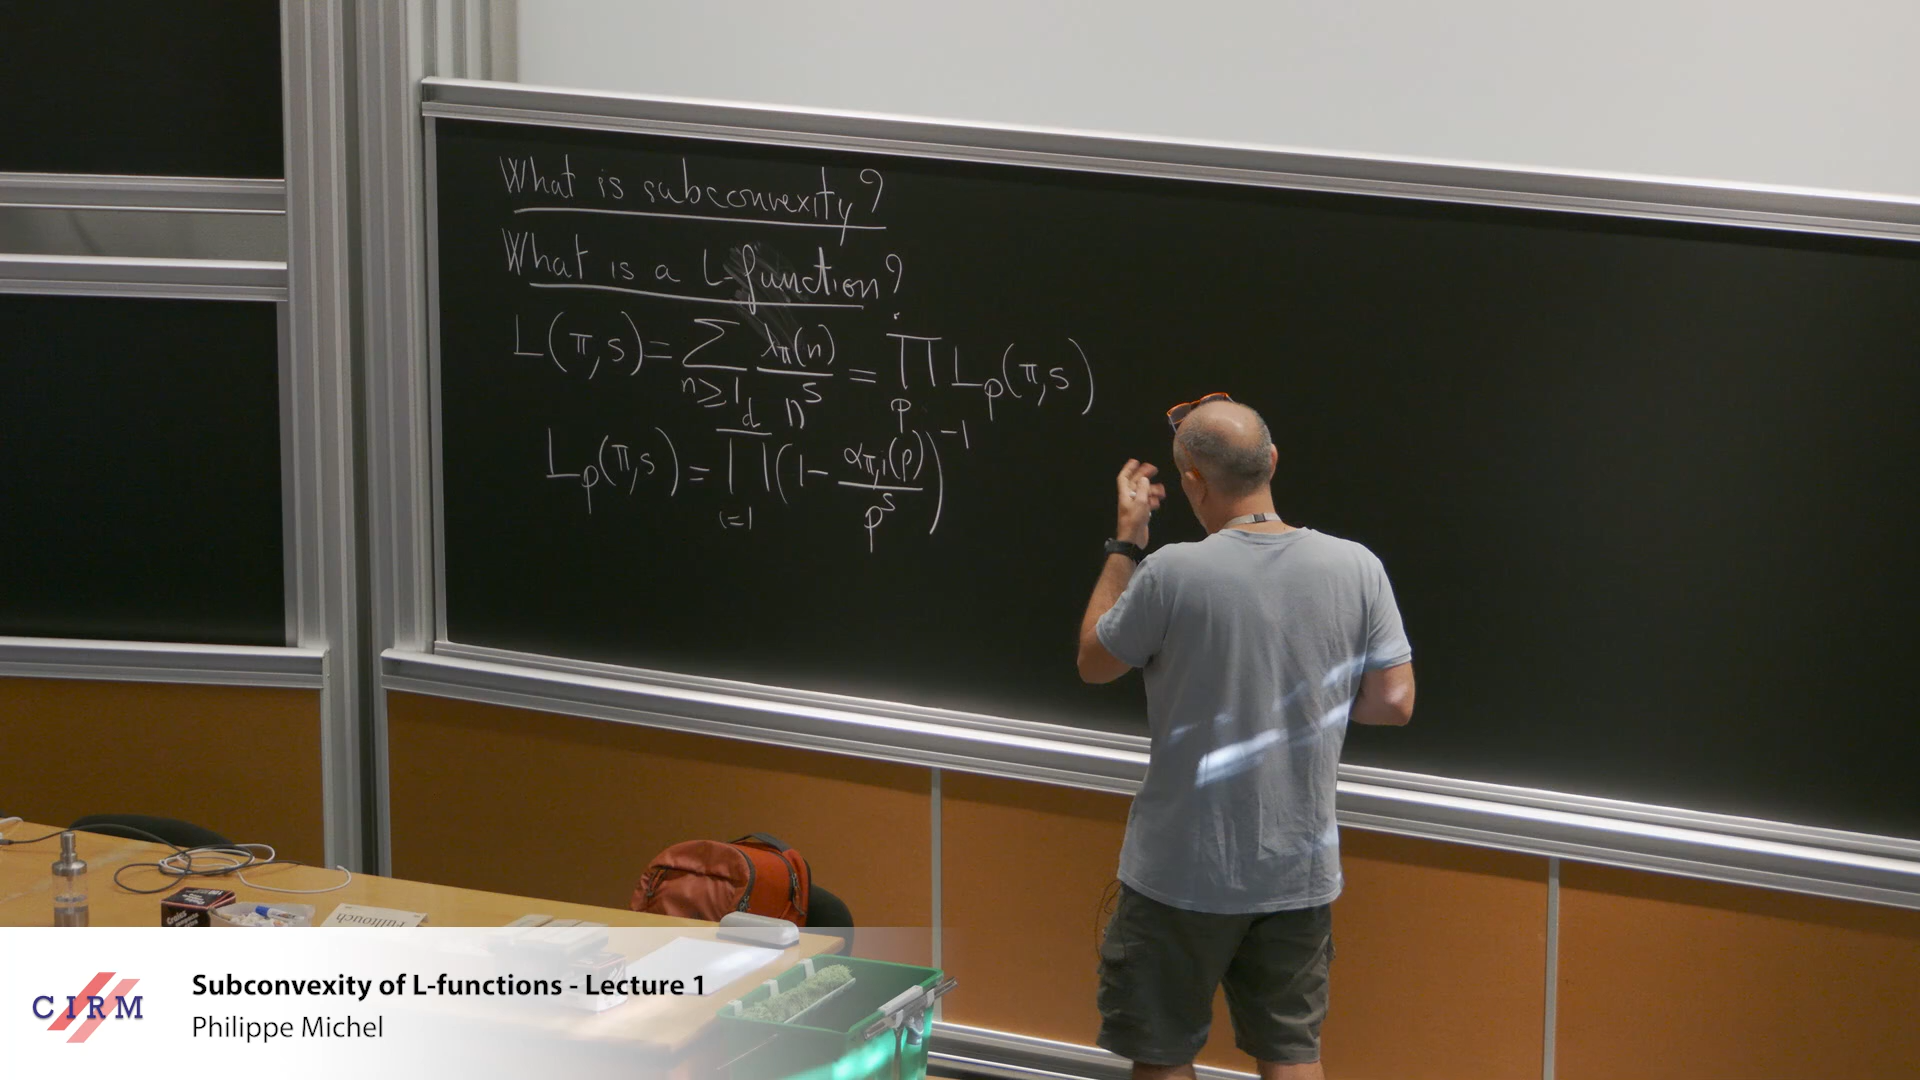 What is subconvexity?
What is a L-function?
L(π,s) = ∑_{n≥1} λ_π(n)/n^s = ∏_p L_p(π,s)
L_p(π,s) = ∏_{i=1}^{d} (1 - α_{π,i}(p)/p^s)^{-1}
Fulltouch
CIRM
Subconvexity of L-functions - Lecture 1
Philippe Michel